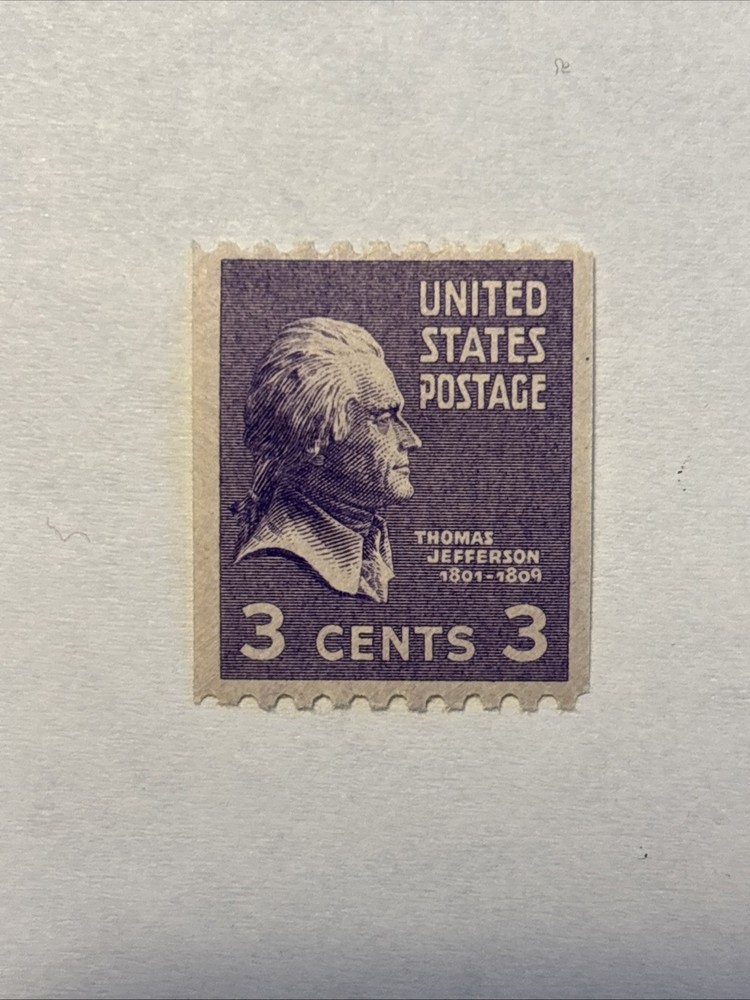 UNITED
STATES
POSTAGE
THOMAS
JEFFERSON
1801-1809
3 CENTS 3